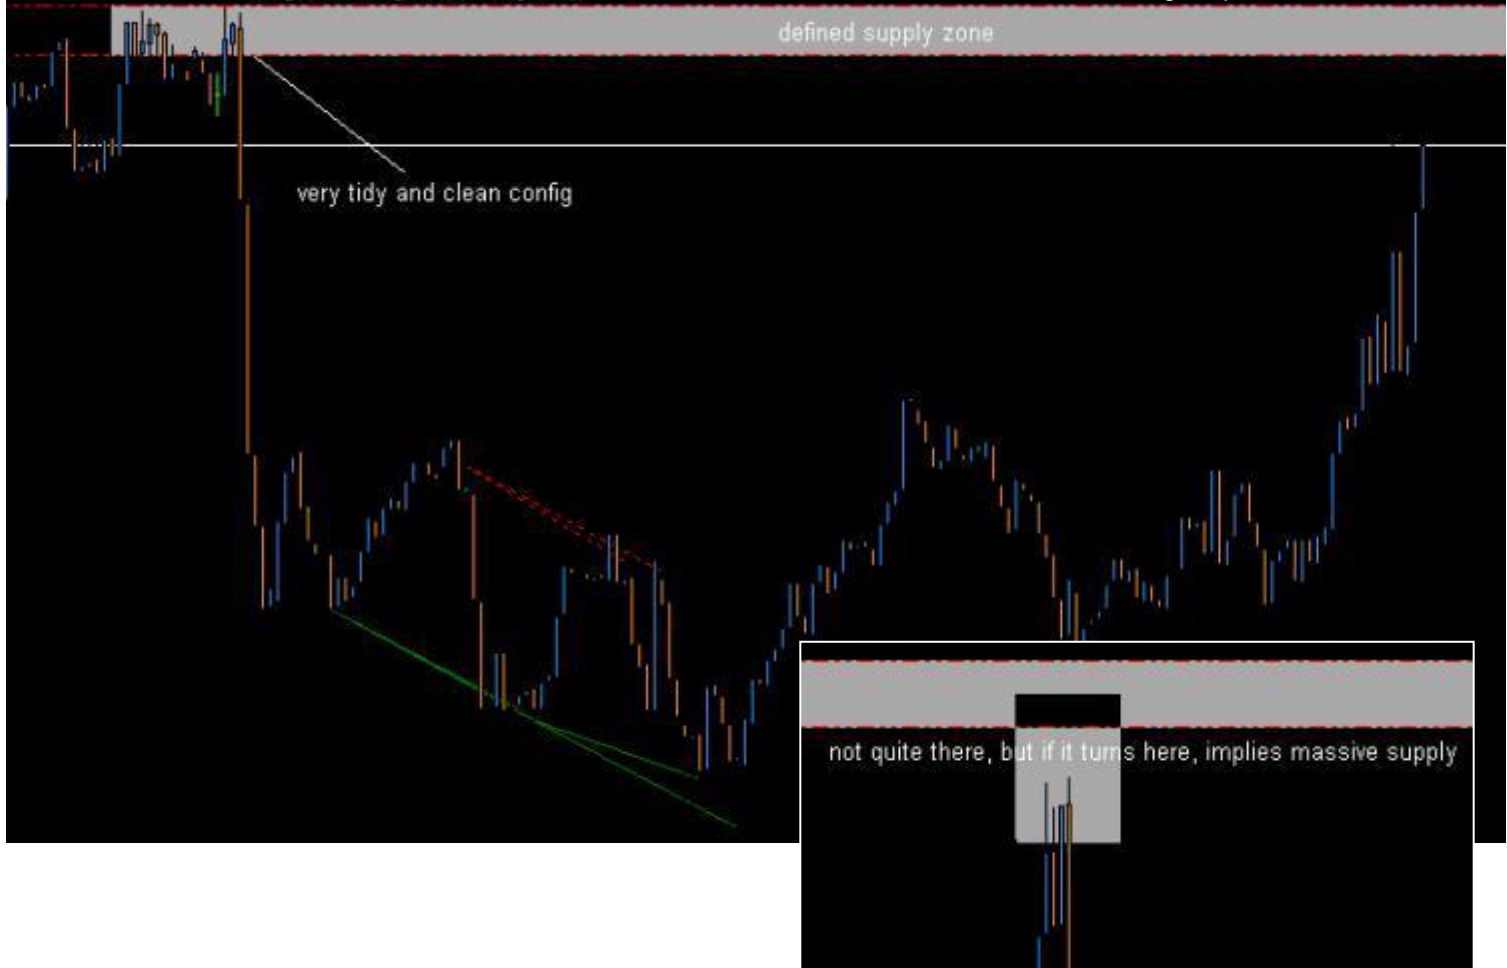 defined supply zone
very tidy and clean config
not quite there, but if it turns here, implies massive supply